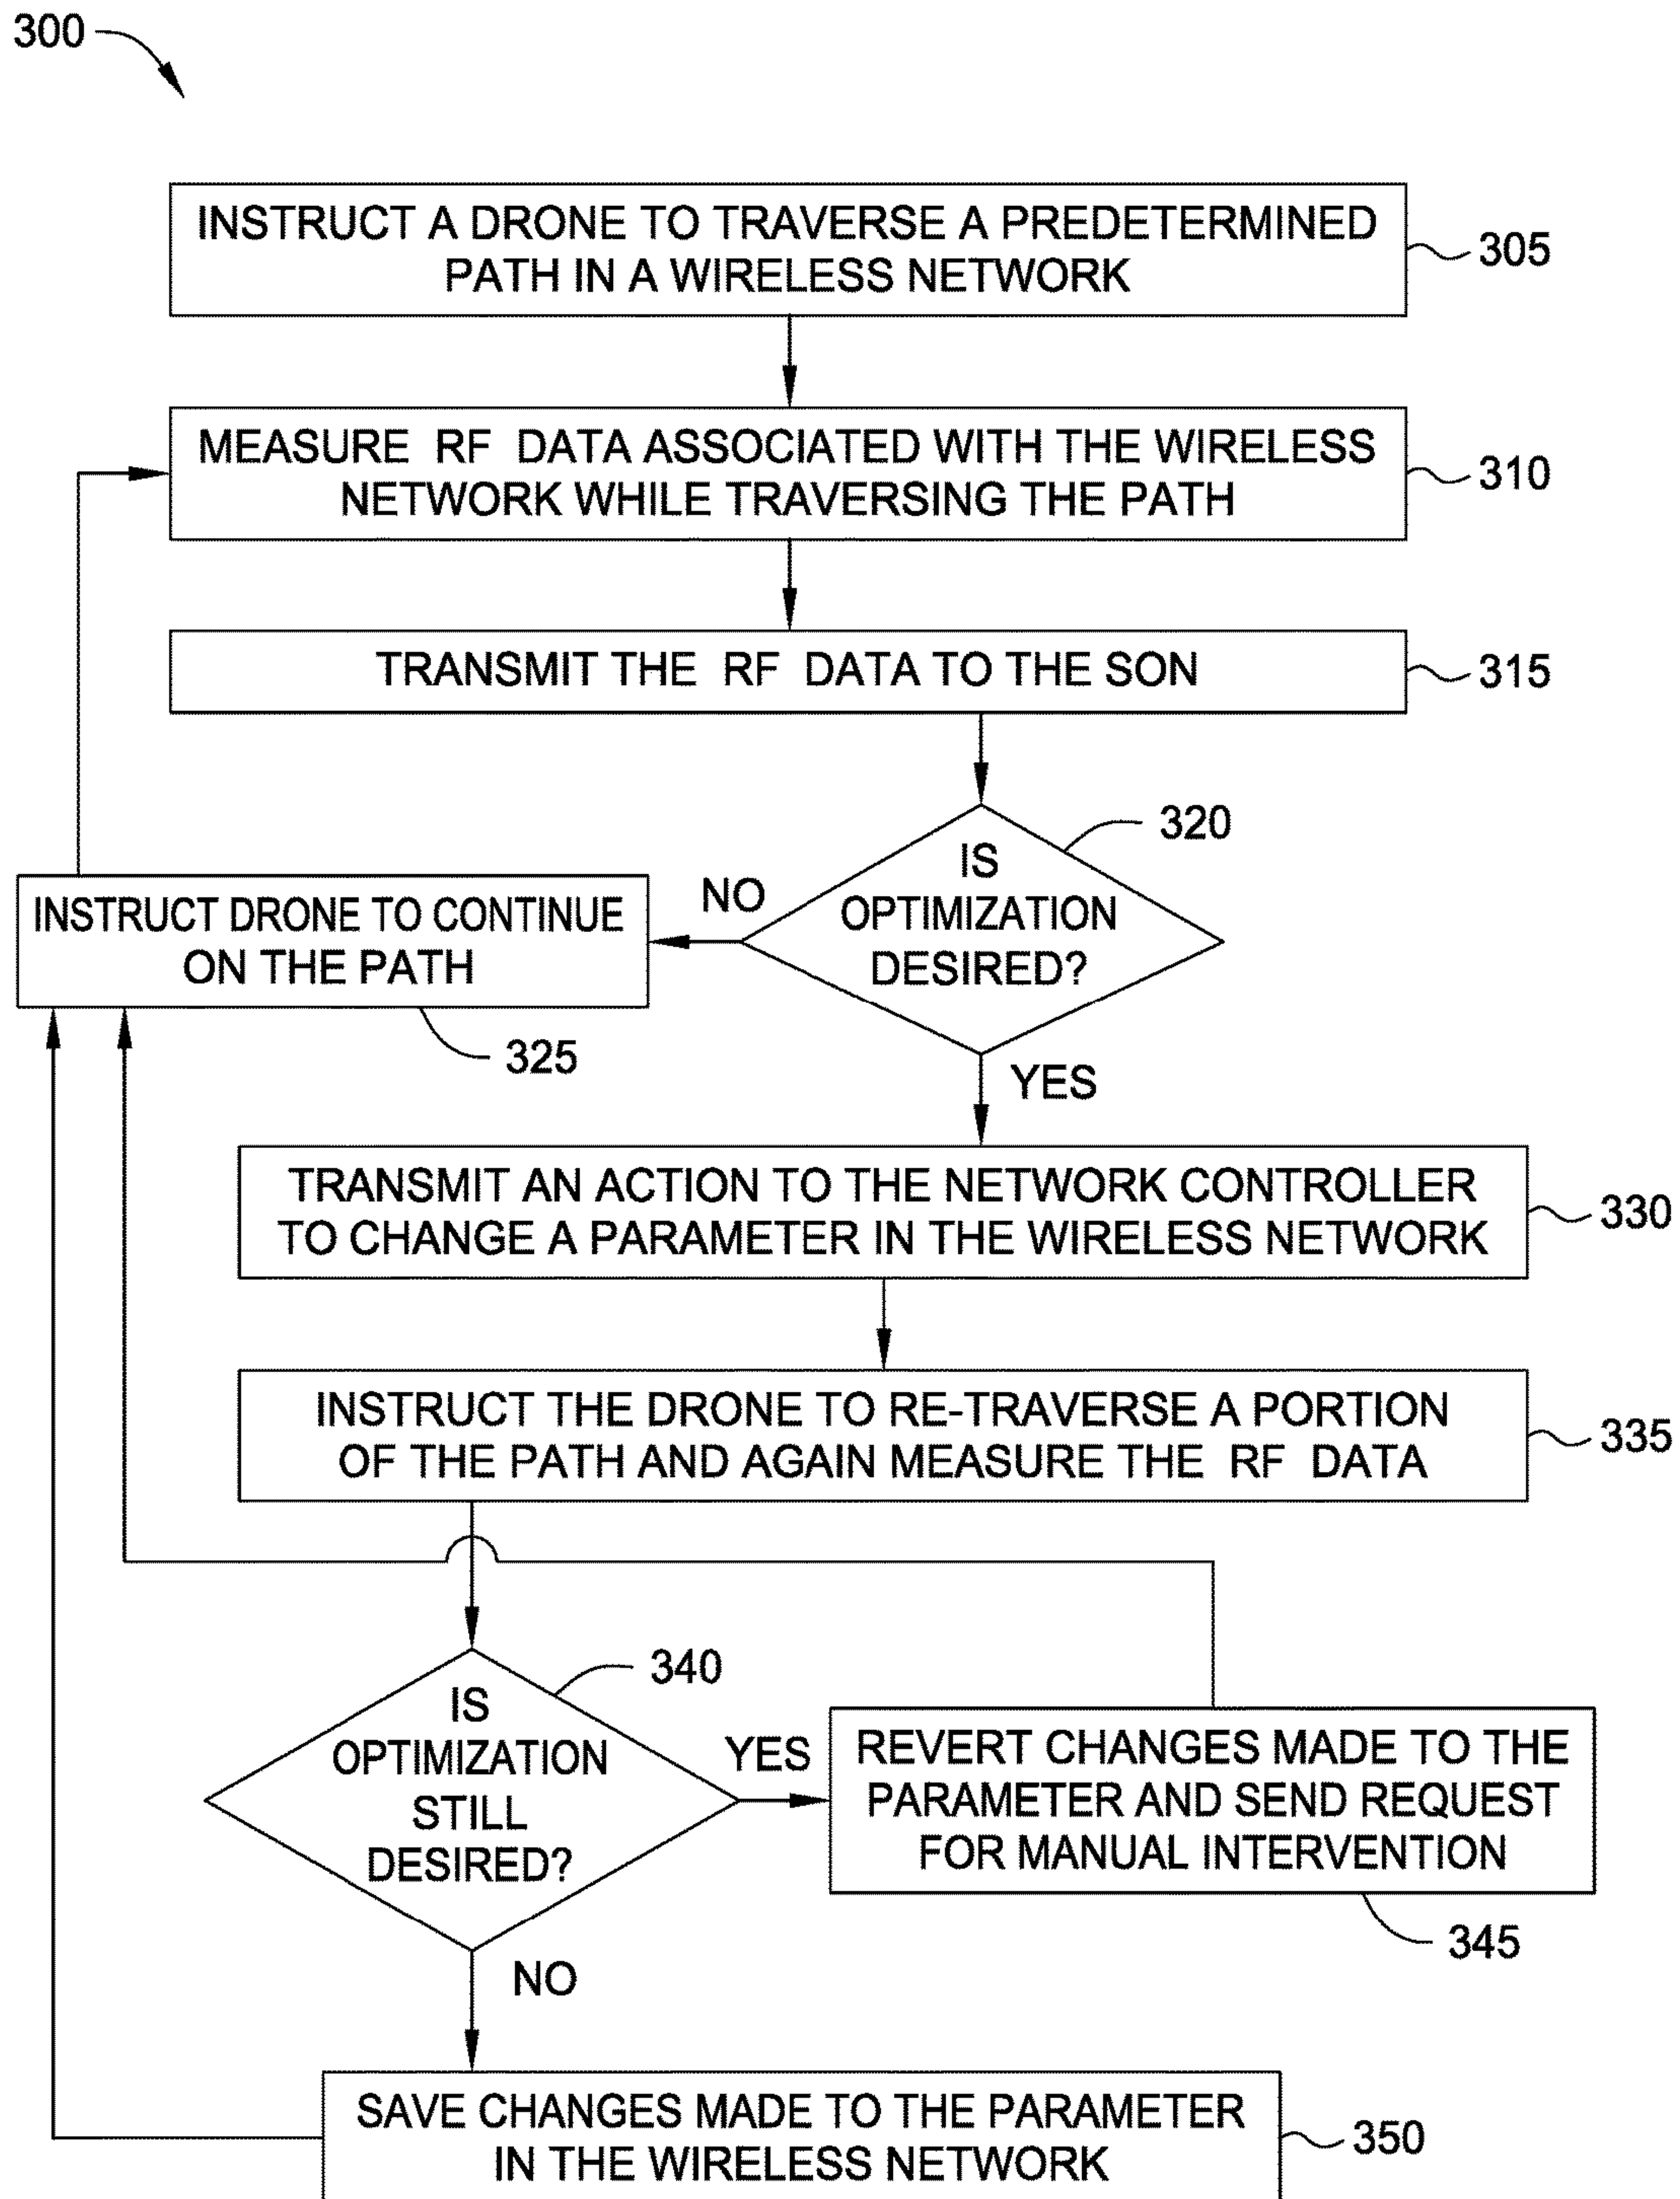 300
INSTRUCT A DRONE TO TRAVERSE A PREDETERMINED
PATH IN A WIRELESS NETWORK
305
MEASURE RF DATA ASSOCIATED WITH THE WIRELESS
NETWORK WHILE TRAVERSING THE PATH
310
TRANSMIT THE RF DATA TO THE SON
315
320
IS
OPTIMIZATION
DESIRED?
NO
INSTRUCT DRONE TO CONTINUE
ON THE PATH
325
YES
TRANSMIT AN ACTION TO THE NETWORK CONTROLLER
TO CHANGE A PARAMETER IN THE WIRELESS NETWORK
330
INSTRUCT THE DRONE TO RE-TRAVERSE A PORTION
OF THE PATH AND AGAIN MEASURE THE RF DATA
335
340
IS
OPTIMIZATION
STILL
DESIRED?
YES
REVERT CHANGES MADE TO THE
PARAMETER AND SEND REQUEST
FOR MANUAL INTERVENTION
345
NO
SAVE CHANGES MADE TO THE PARAMETER
IN THE WIRELESS NETWORK
350